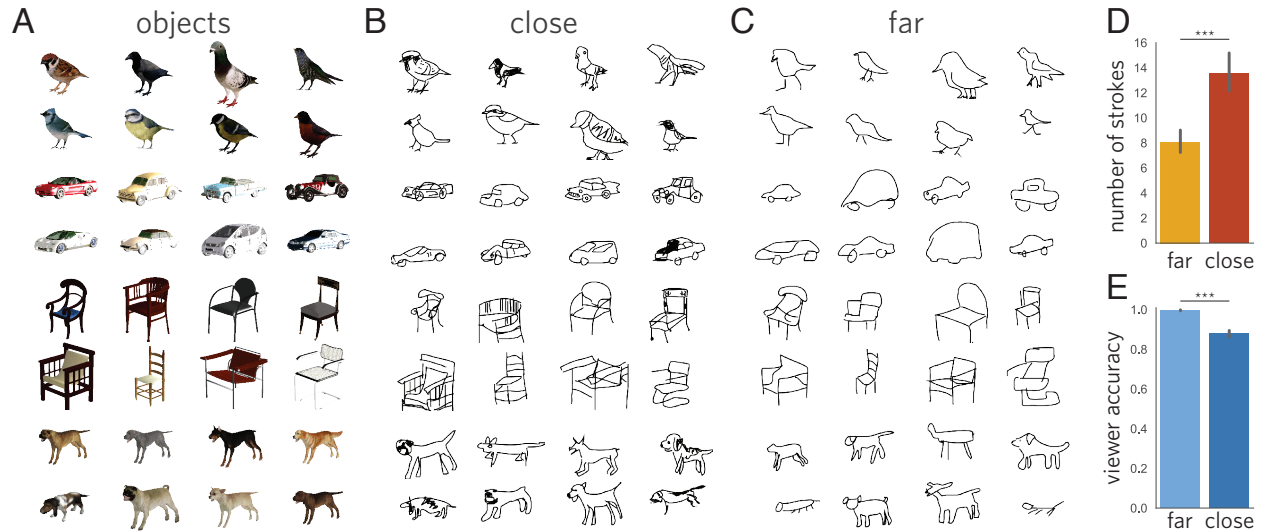 A objects
B close
C far
D
***
16
14
12
10
8
6
4
2
0
number of strokes
far close
E
***
1.0
0.8
0.6
0.4
0.2
0.0
viewer accuracy
far close